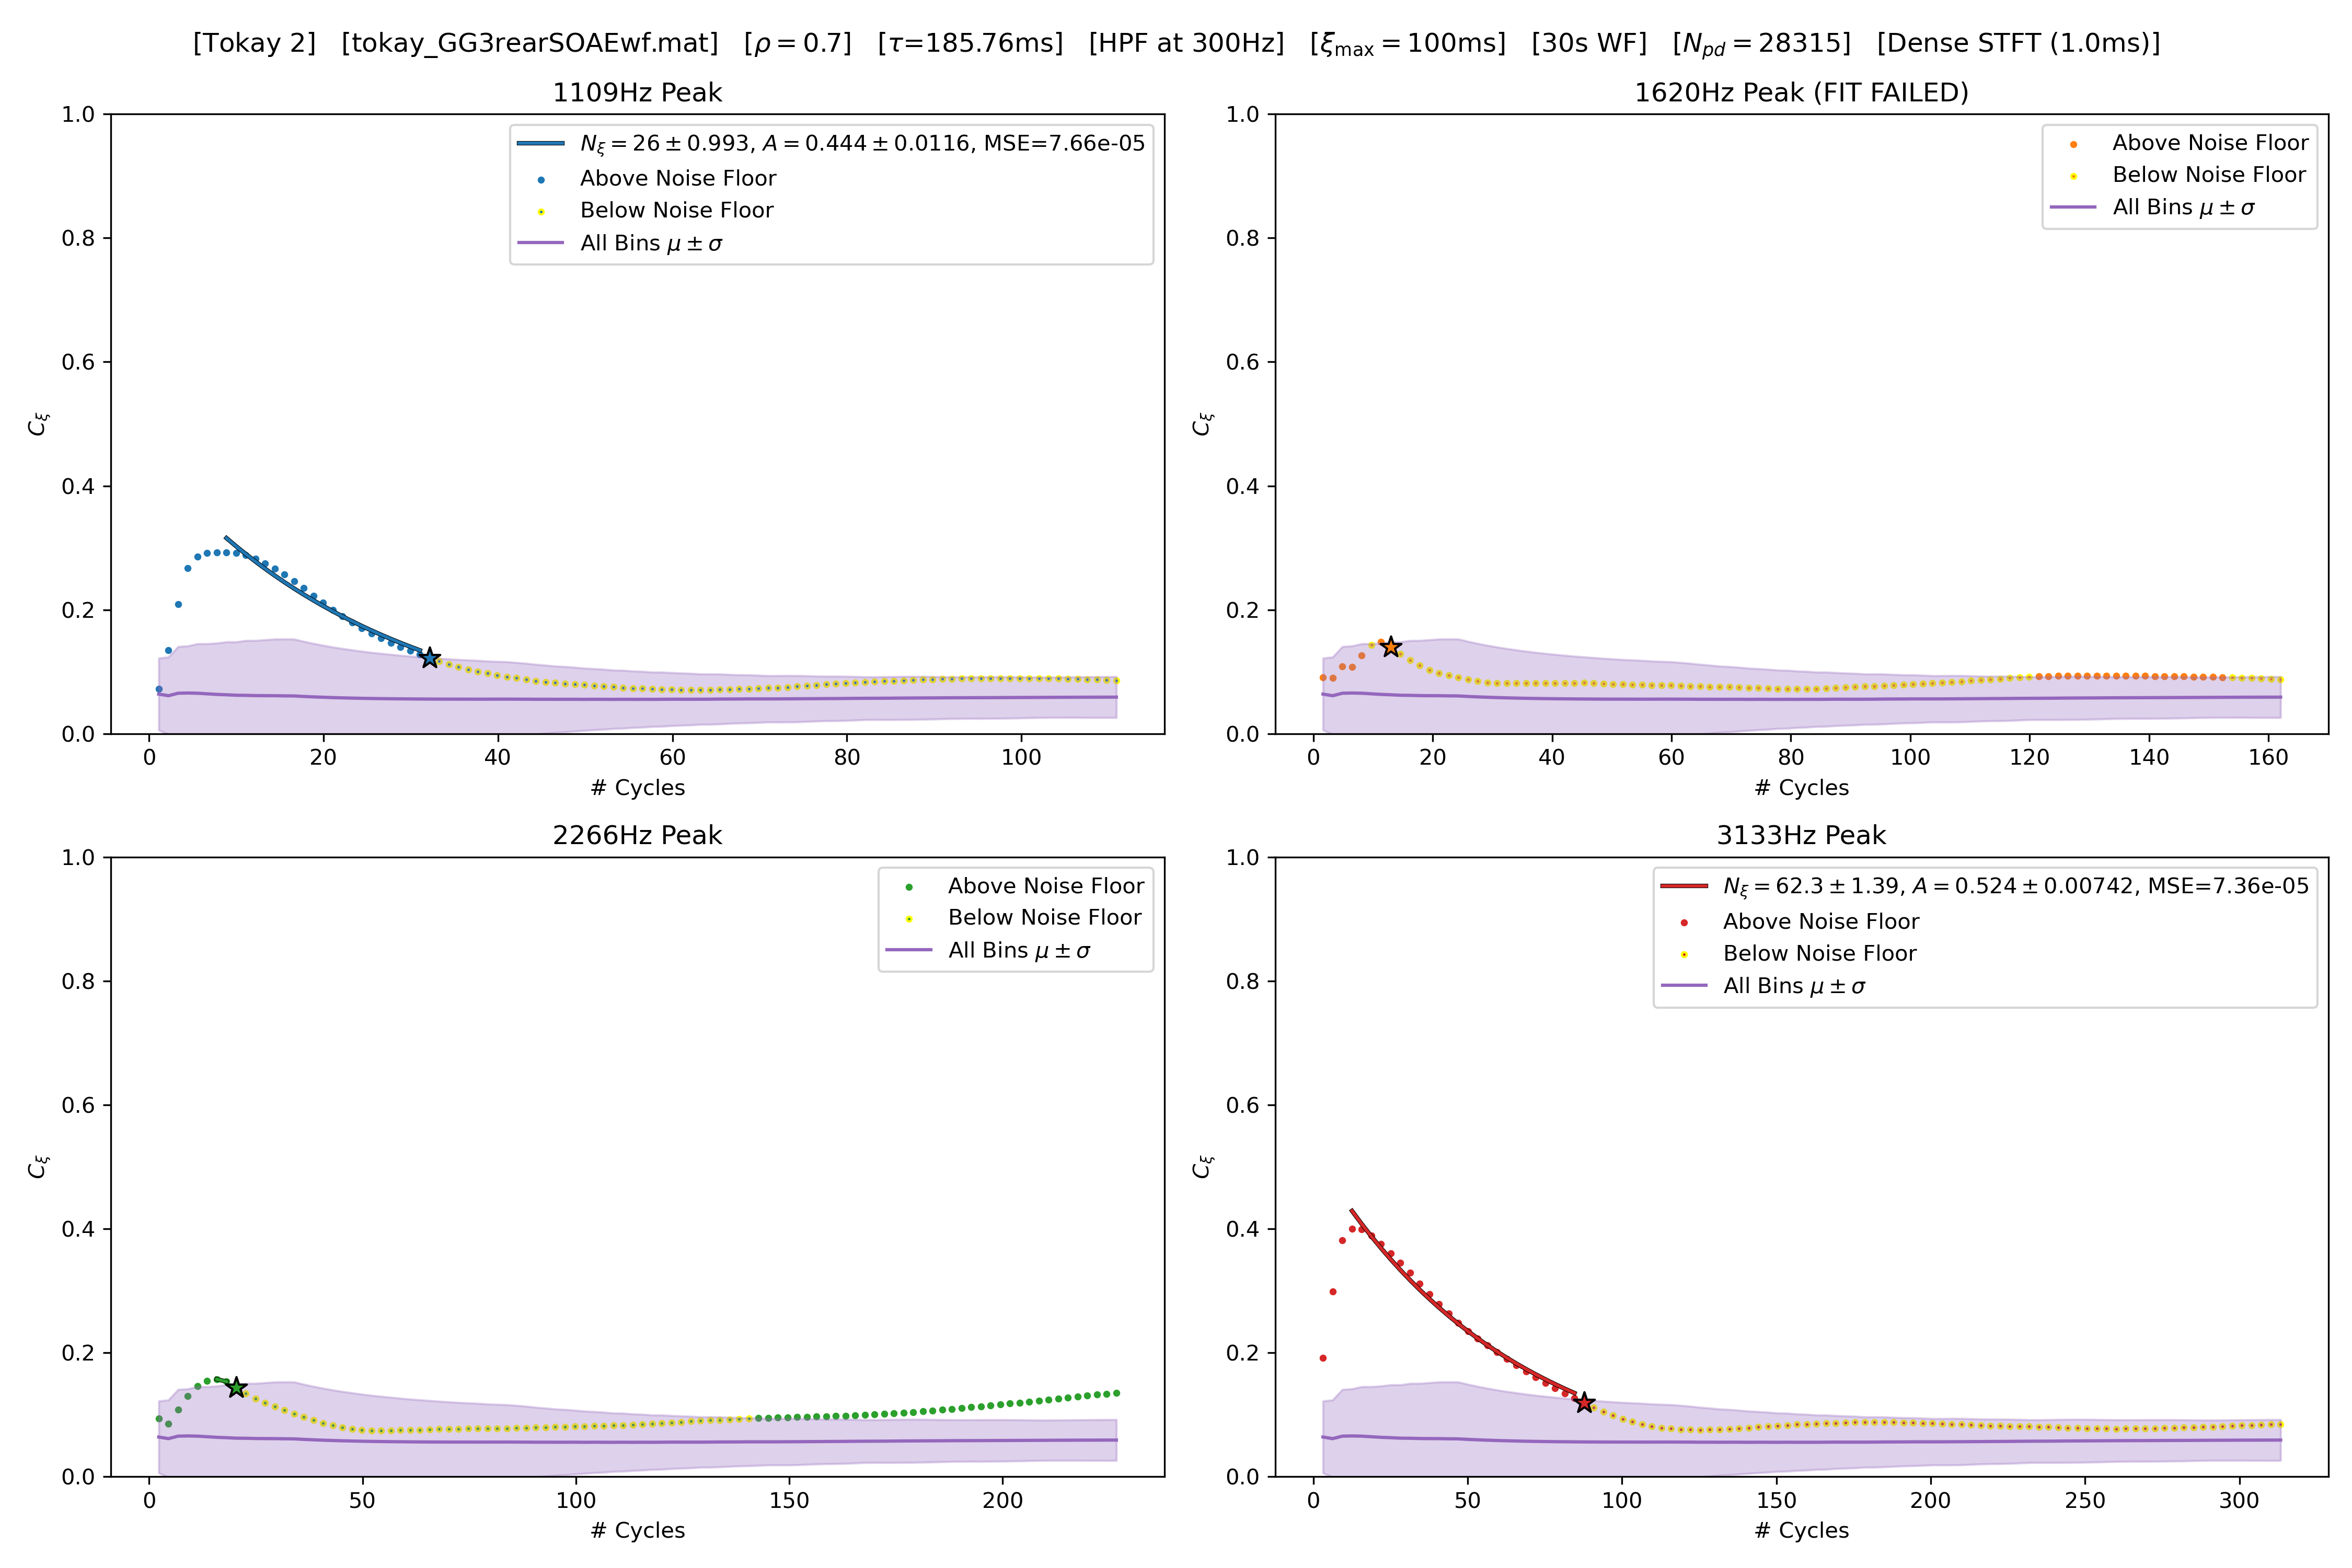 [Tokay 2] [tokay_GG3rearSOAEwf.mat] [ρ = 0.7] [τ=185.76ms] [HPF at 300Hz] [ξmax = 100ms] [30s WF] [Npd = 28315] [Dense STFT (1.0ms)]
1109Hz Peak
Nξ = 26 ± 0.993, A = 0.444 ± 0.0116, MSE=7.66e-05
Above Noise Floor
Below Noise Floor
All Bins μ ± σ
1.0
0.8
0.6
0.4
0.2
0.0
Cξ
0 20 40 60 80 100
# Cycles
1620Hz Peak (FIT FAILED)
Above Noise Floor
Below Noise Floor
All Bins μ ± σ
1.0
0.8
0.6
0.4
0.2
0.0
Cξ
0 20 40 60 80 100 120 140 160
# Cycles
2266Hz Peak
Above Noise Floor
Below Noise Floor
All Bins μ ± σ
1.0
0.8
0.6
0.4
0.2
0.0
Cξ
0 50 100 150 200
# Cycles
3133Hz Peak
Nξ = 62.3 ± 1.39, A = 0.524 ± 0.00742, MSE=7.36e-05
Above Noise Floor
Below Noise Floor
All Bins μ ± σ
1.0
0.8
0.6
0.4
0.2
0.0
Cξ
0 50 100 150 200 250 300
# Cycles